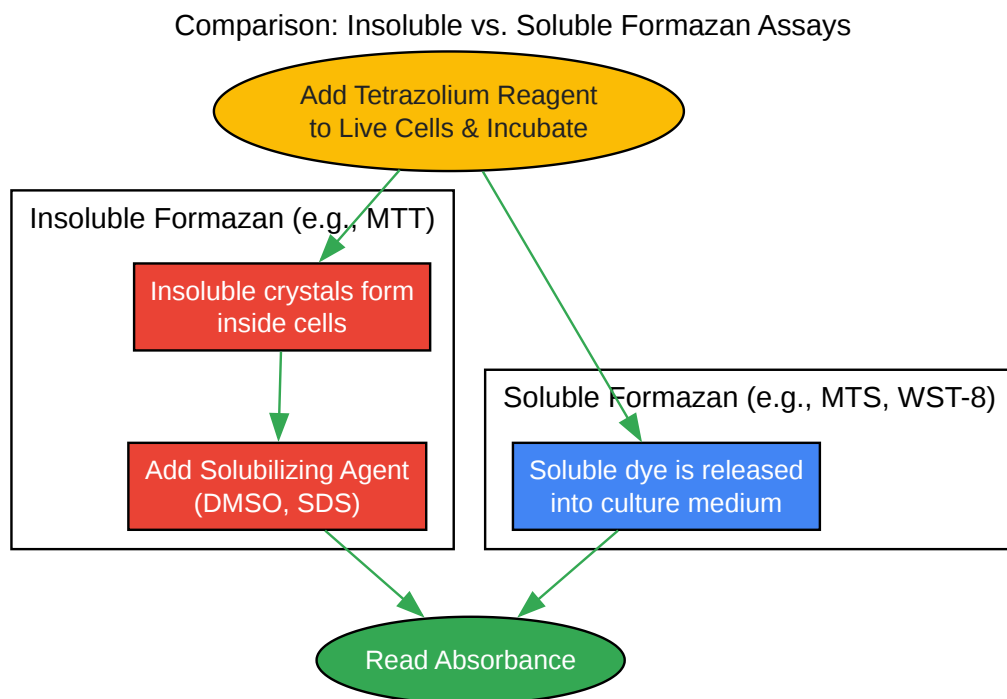 Comparison: Insoluble vs. Soluble Formazan Assays
Add Tetrazolium Reagent
to Live Cells & Incubate
Insoluble Formazan (e.g., MTT)
Insoluble crystals form
inside cells
Add Solubilizing Agent
(DMSO, SDS)
Soluble Formazan (e.g., MTS, WST-8)
Soluble dye is released
into culture medium
Read Absorbance